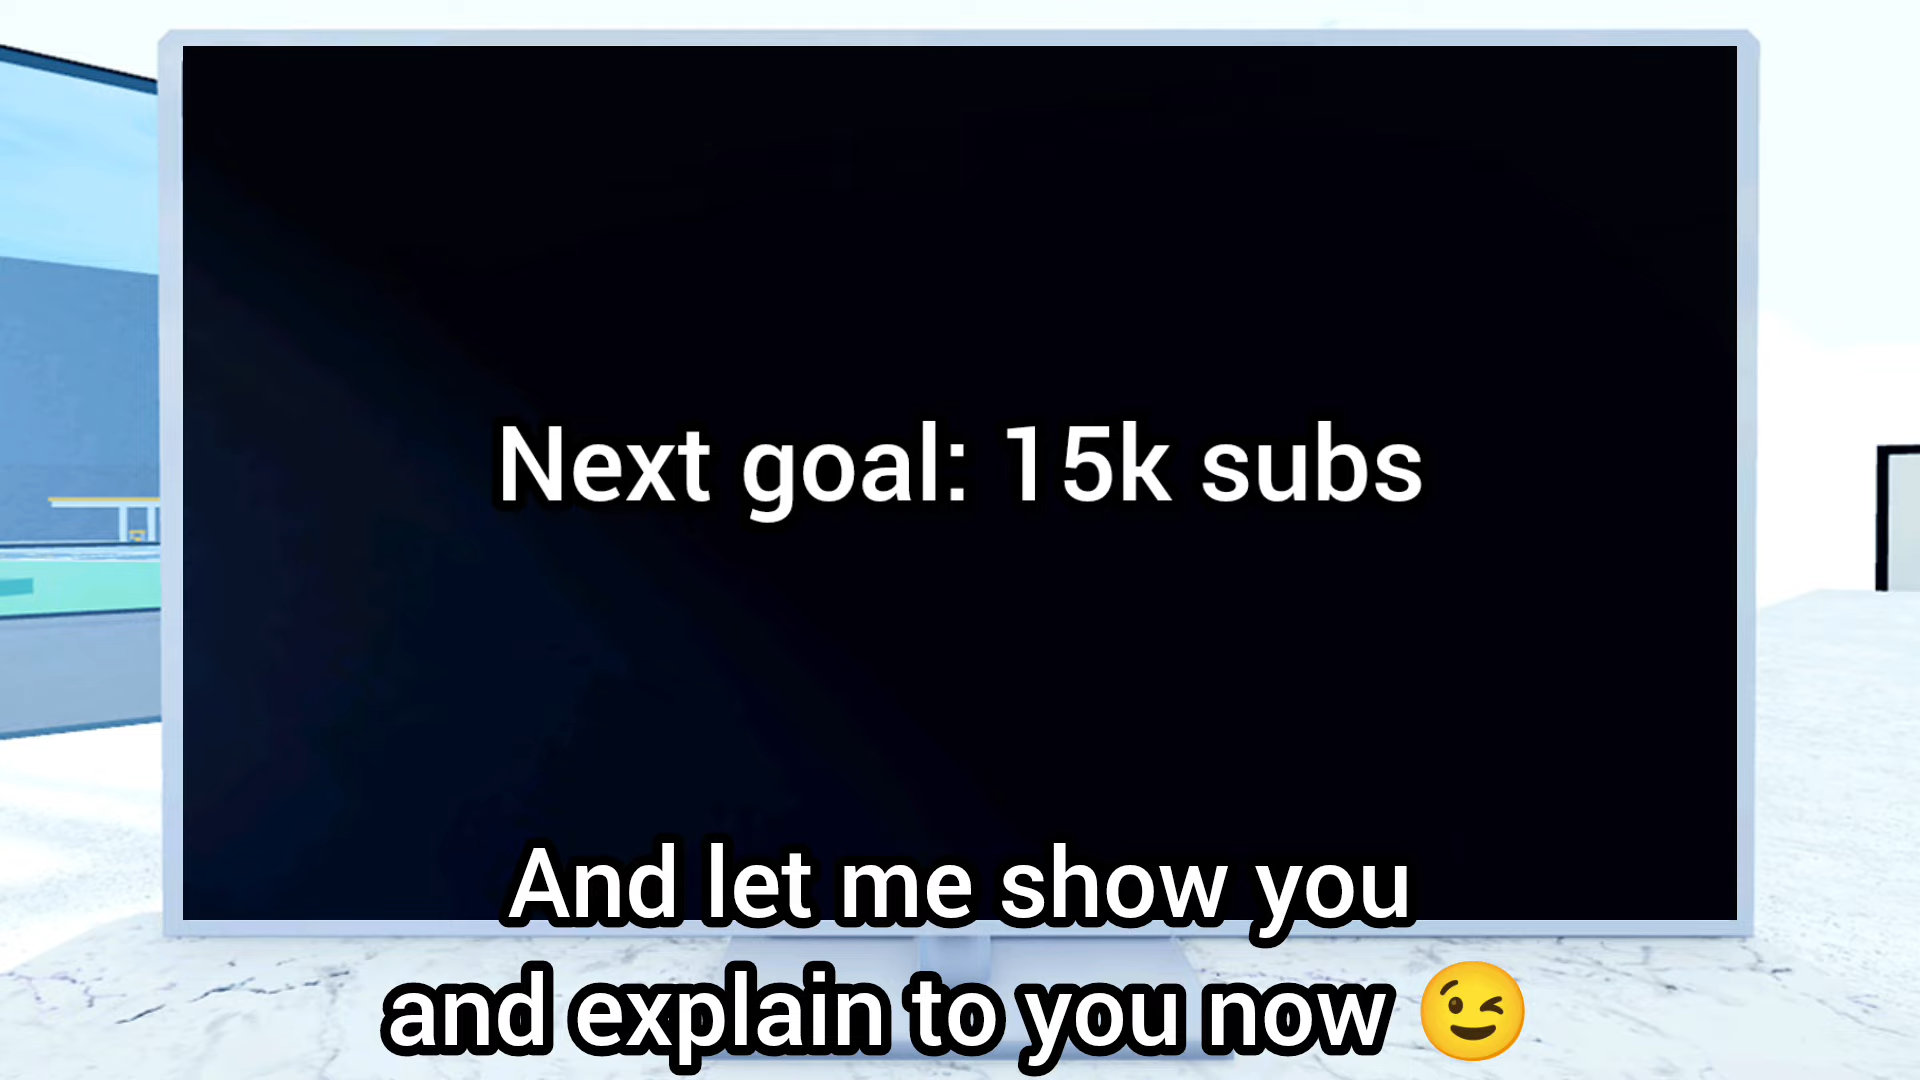 Next goal: 15k subs
And let me show you
and explain to you now 😉